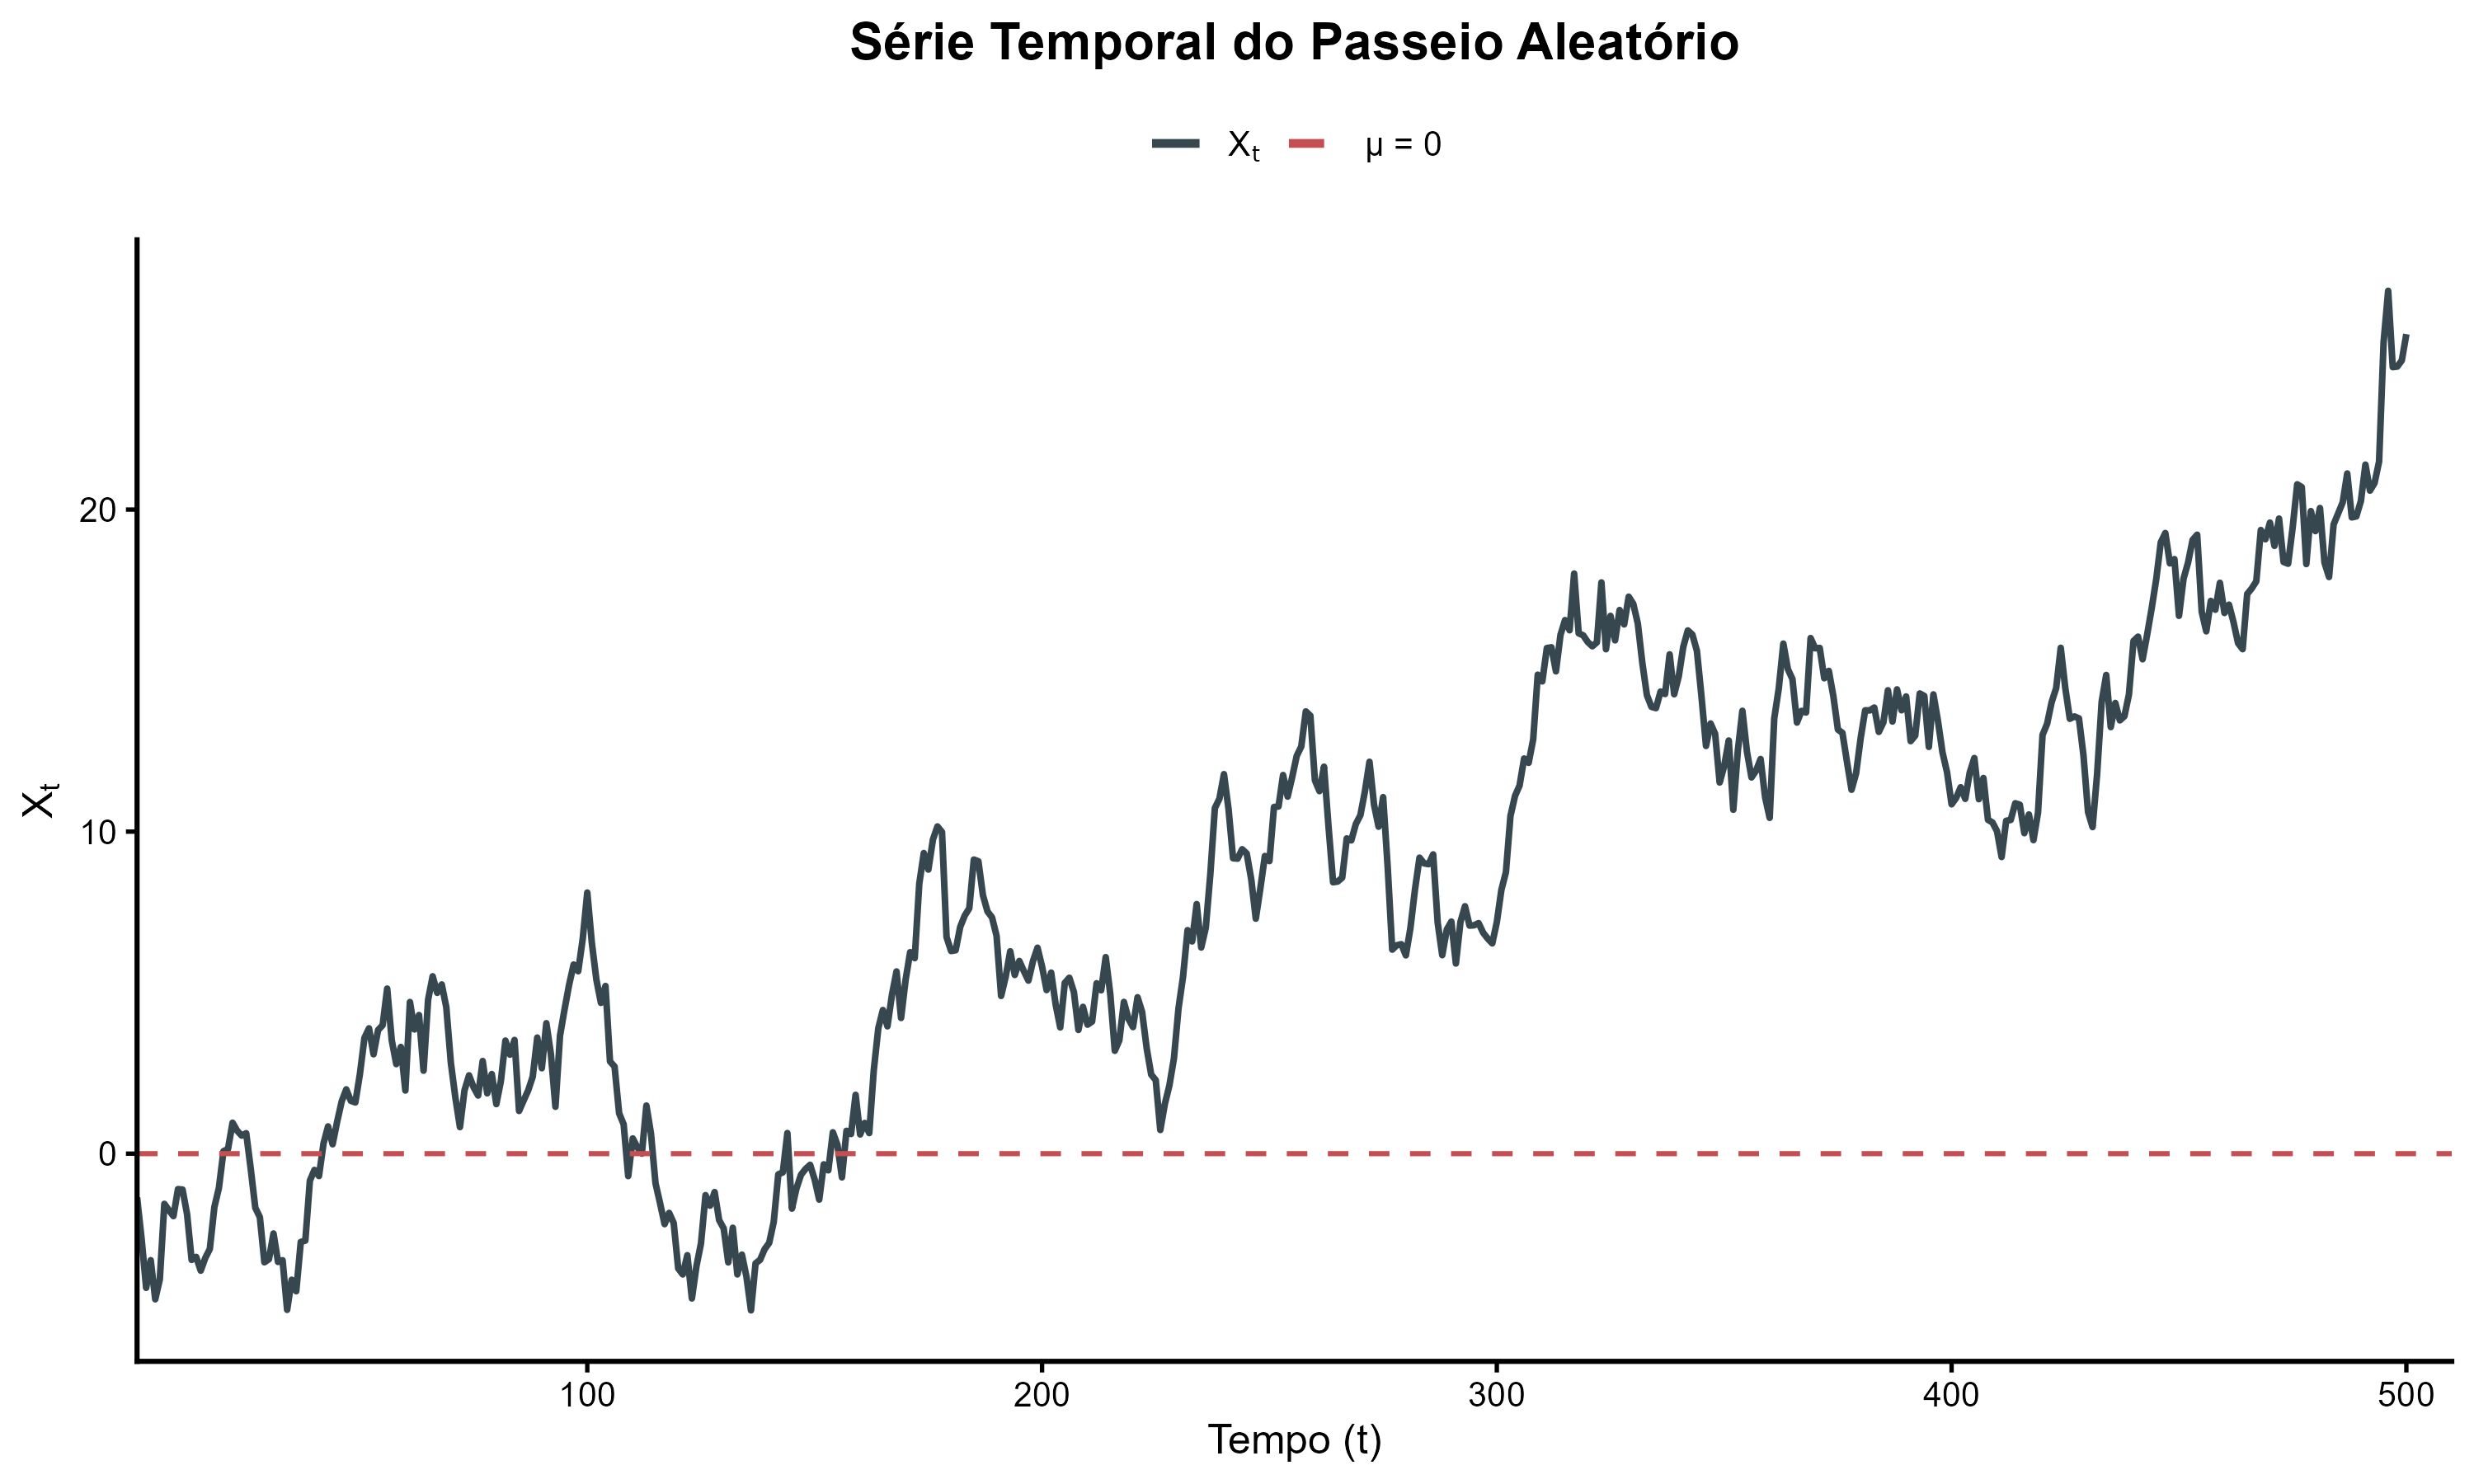 Série Temporal do Passeio Aleatório
Xₜ μ = 0
20
10
0
Xₜ
100 200 300 400 500
Tempo (t)